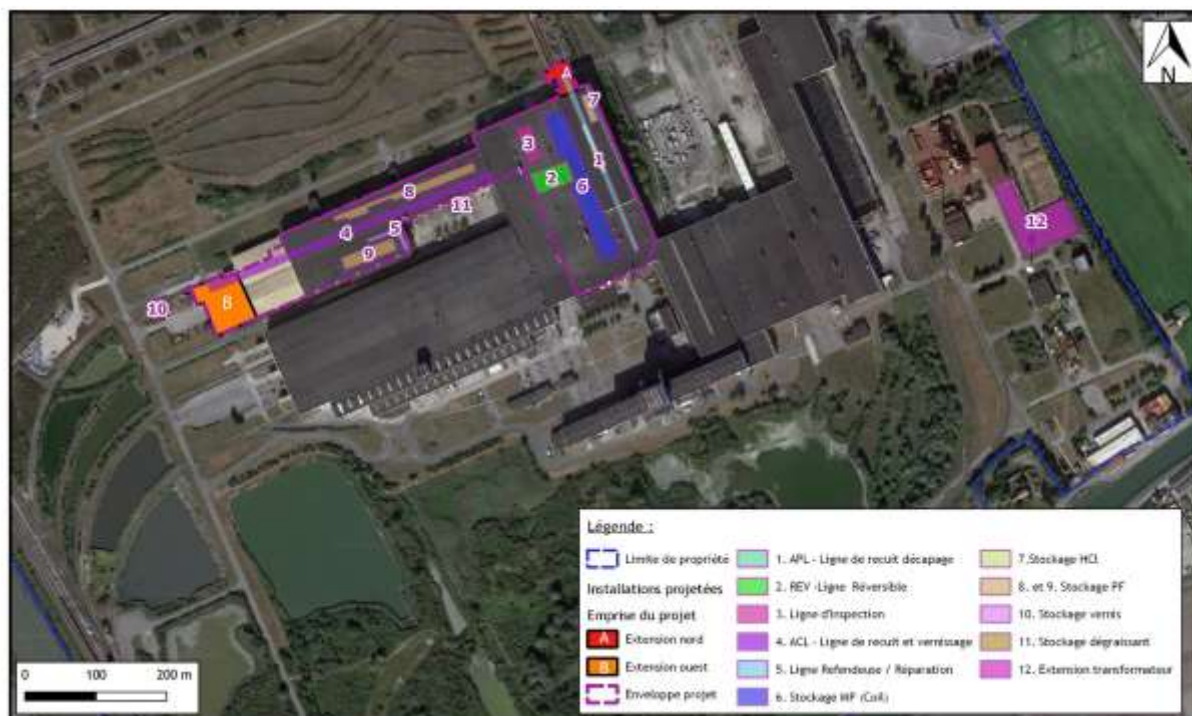 N
A
7
3
1
2
6
8
11
5
4
9
12
10
B
Légende :
Limite de propriété
Installations projetées
Emprise du projet
A Extension nord
B Extension ouest
Enveloppe projet
1. APL - Ligne de recuit décapage
2. REV -Ligne Réversible
3. Ligne d'inspection
4. ACL - Ligne de recuit et vernissage
5. Ligne Refendeuse / Réparation
6. Stockage MP (Coil)
7.Stockage HCl
8. et 9. Stockage PF
10. Stockage vernis
11. Stockage dégraissant
12. Extension transformateur
0 100 200 m